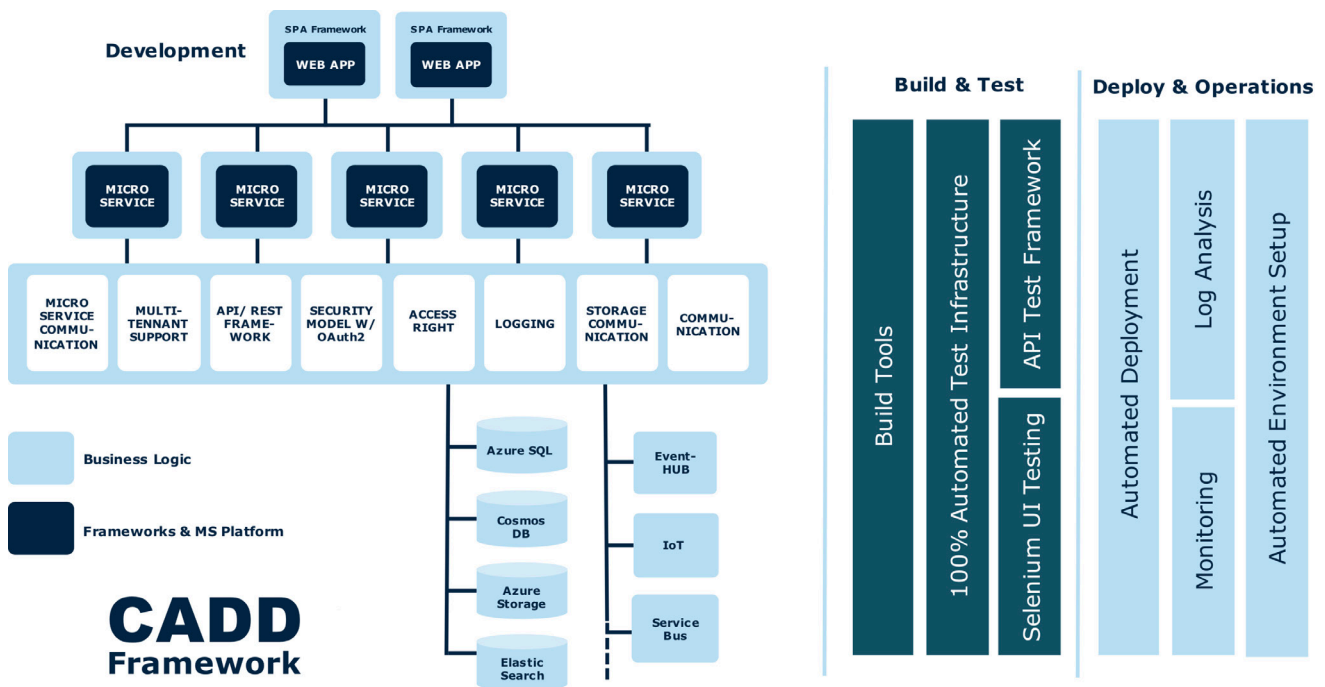 Development
SPA Framework
WEB APP
SPA Framework
WEB APP
MICRO
SERVICE
MICRO
SERVICE
MICRO
SERVICE
MICRO
SERVICE
MICRO
SERVICE
MICRO
SERVICE
COMMU-
NICATION
MULTI-
TENNANT
SUPPORT
API/ REST
FRAME-
WORK
SECURITY
MODEL W/
OAuth2
ACCESS
RIGHT
LOGGING
STORAGE
COMMU-
NICATION
COMMU-
NICATION
Azure SQL
Cosmos
DB
Azure
Storage
Elastic
Search
Event-
HUB
IoT
Service
Bus
Business Logic
Frameworks & MS Platform
CADD
Framework
Build & Test
Build Tools
100% Automated Test Infrastructure
API Test Framework
Selenium UI Testing
Deploy & Operations
Automated Deployment
Log Analysis
Monitoring
Automated Environment Setup